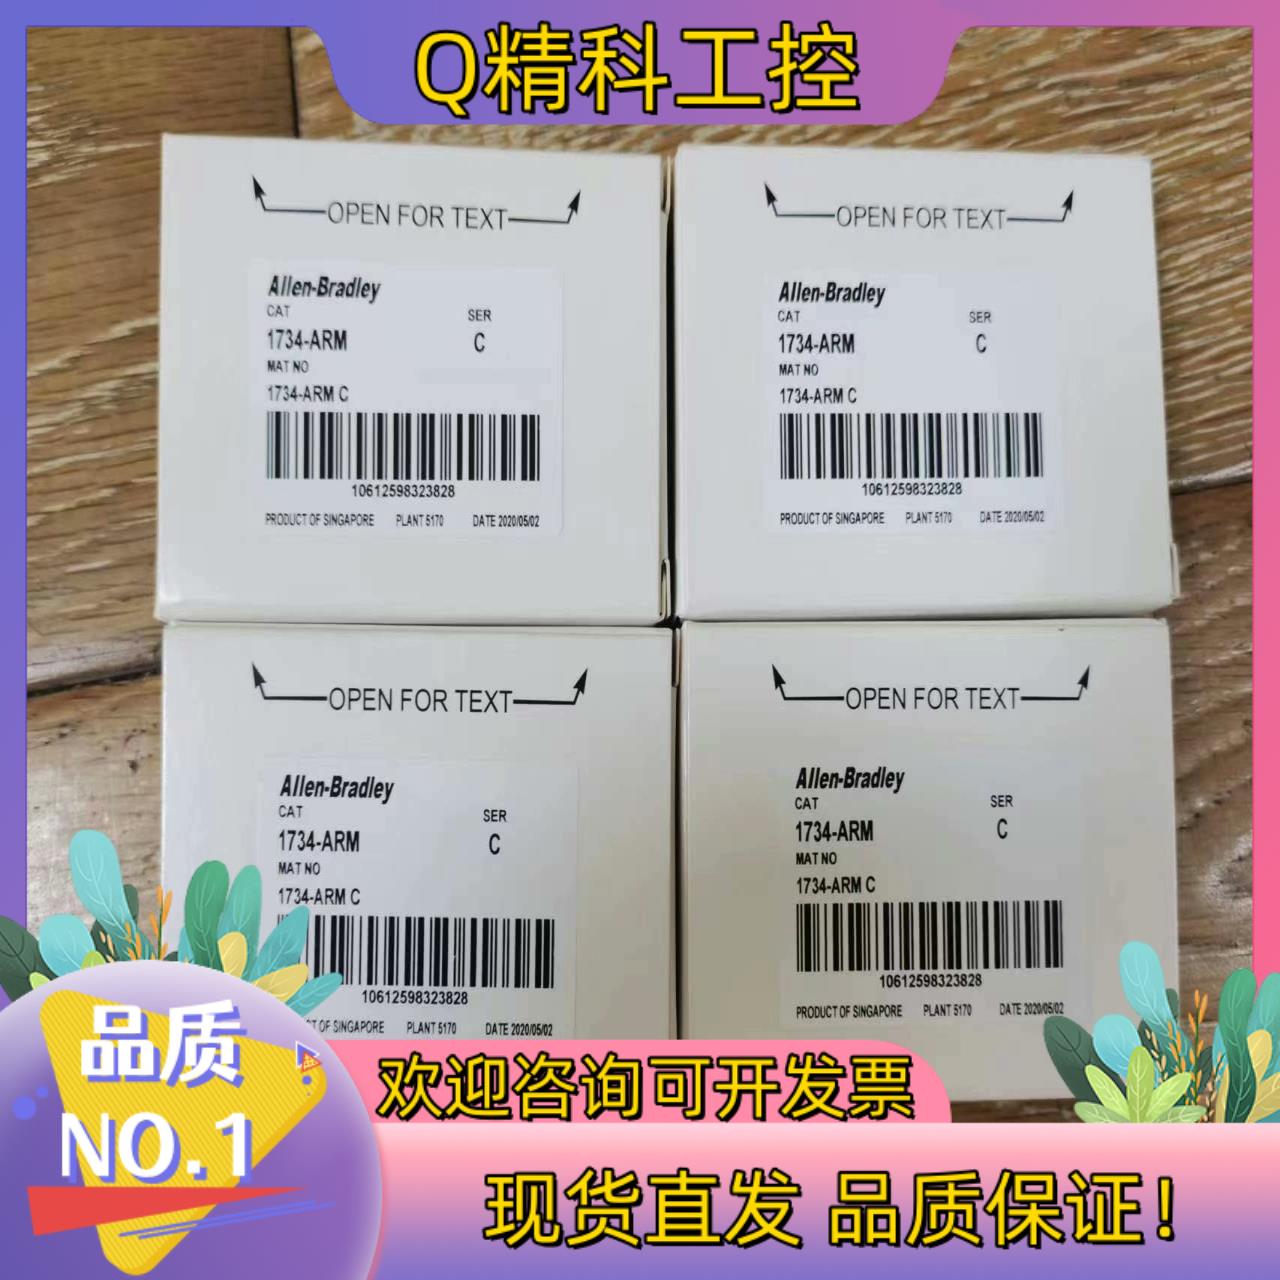 Q精科工控
OPEN FOR TEXT
Allen-Bradley
CAT
SER
1734-ARM
C
MAT NO
1734-ARM C
10612598323828
PRODUCT OF SINGAPORE PLANT 5170 DATE 2020/05/02
OPEN FOR TEXT
Allen-Bradley
CAT
SER
1734-ARM
C
MAT NO
1734-ARM C
10612598323828
PRODUCT OF SINGAPORE PLANT 5170 DATE 2020/05/02
OPEN FOR TEXT
Allen-Bradley
CAT
SER
1734-ARM
C
MAT NO
1734-ARM C
10612598323828
OF SINGAPORE PLANT 5170 DATE 2020/05/02
OPEN FOR TEXT
Allen-Bradley
CAT
SER
1734-ARM
C
MAT NO
1734-ARM C
10612598323828
PRODUCT OF SINGAPORE PLANT 5170 DATE 2020/05/02
品质
NO.1
欢迎咨询可开发票
现货直发 品质保证!